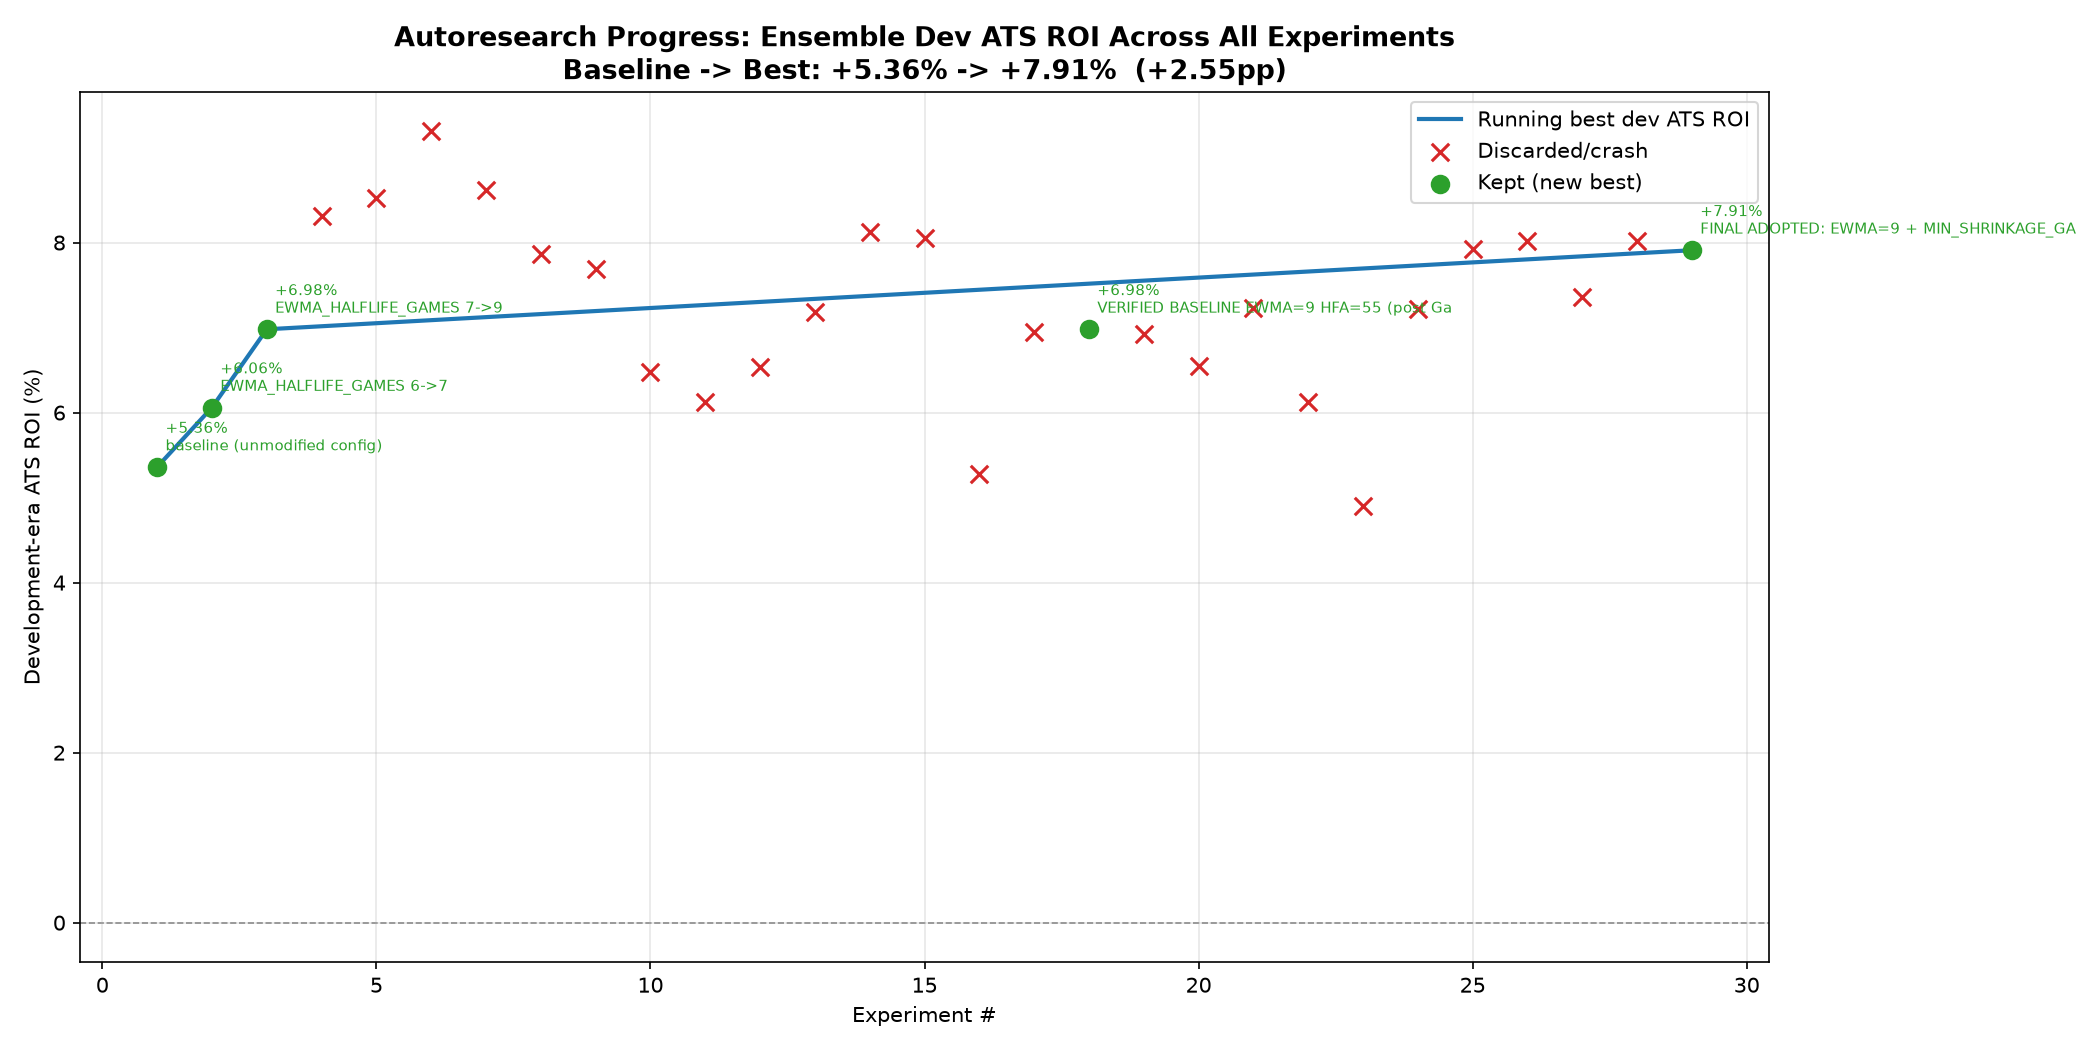 Autoresearch Progress: Ensemble Dev ATS ROI Across All Experiments
Baseline -> Best: +5.36% -> +7.91%  (+2.55pp)
Development-era ATS ROI (%)
8
6
4
2
0
Running best dev ATS ROI
Discarded/crash
Kept (new best)
+7.91%
FINAL ADOPTED: EWMA=9 + MIN_SHRINKAGE_GA
+6.98%
EWMA_HALFLIFE_GAMES 7->9
+6.98%
VERIFIED BASELINE EWMA=9 HFA=55 (post Ga
+6.06%
EWMA_HALFLIFE_GAMES 6->7
+5.36%
baseline (unmodified config)
0 5 10 15 20 25 30
Experiment #